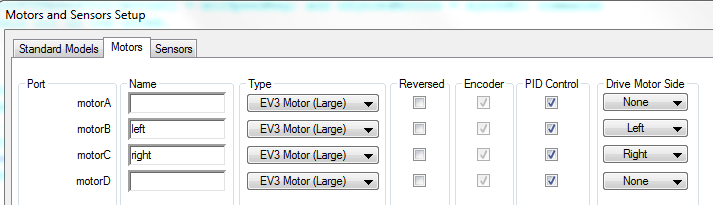 Motors and Sensors Setup
Standard Models Motors Sensors
Port Name Type Reversed Encoder PID Control Drive Motor Side
motorA EV3 Motor (Large) None
motorB left EV3 Motor (Large) Left
motorC right EV3 Motor (Large) Right
motorD EV3 Motor (Large) None